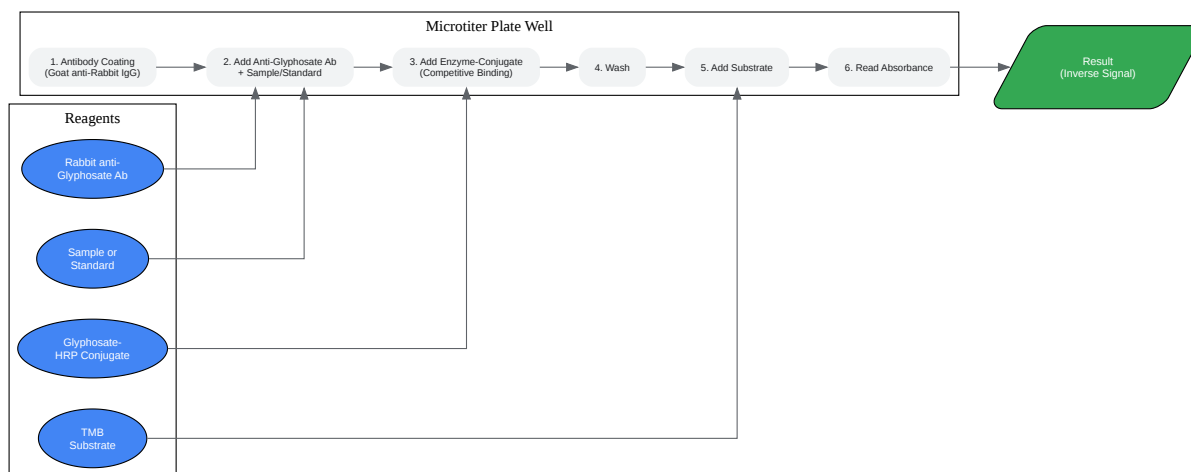 Microtiter Plate Well
1. Antibody Coating
(Goat anti-Rabbit IgG)
2. Add Anti-Glyphosate Ab
+ Sample/Standard
3. Add Enzyme-Conjugate
(Competitive Binding)
4. Wash
5. Add Substrate
6. Read Absorbance
Result
(Inverse Signal)
Reagents
Rabbit anti-
Glyphosate Ab
Sample or
Standard
Glyphosate-
HRP Conjugate
TMB
Substrate